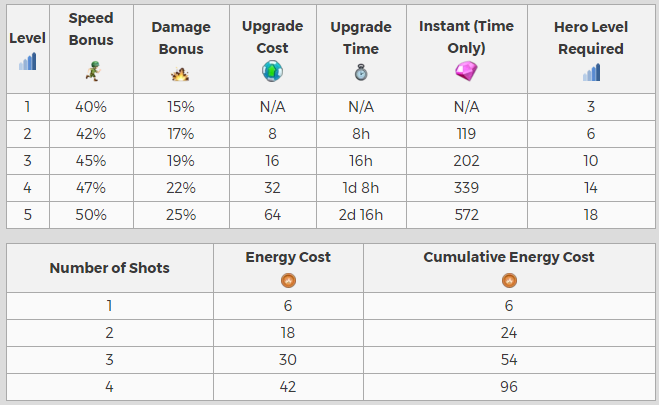 Level Speed Bonus Damage Bonus Upgrade Cost Upgrade Time Instant (Time Only) Hero Level Required
1 40% 15% N/A N/A N/A 3
2 42% 17% 8 8h 119 6
3 45% 19% 16 16h 202 10
4 47% 22% 32 1d 8h 339 14
5 50% 25% 64 2d 16h 572 18
Number of Shots Energy Cost Cumulative Energy Cost
1 6 6
2 18 24
3 30 54
4 42 96